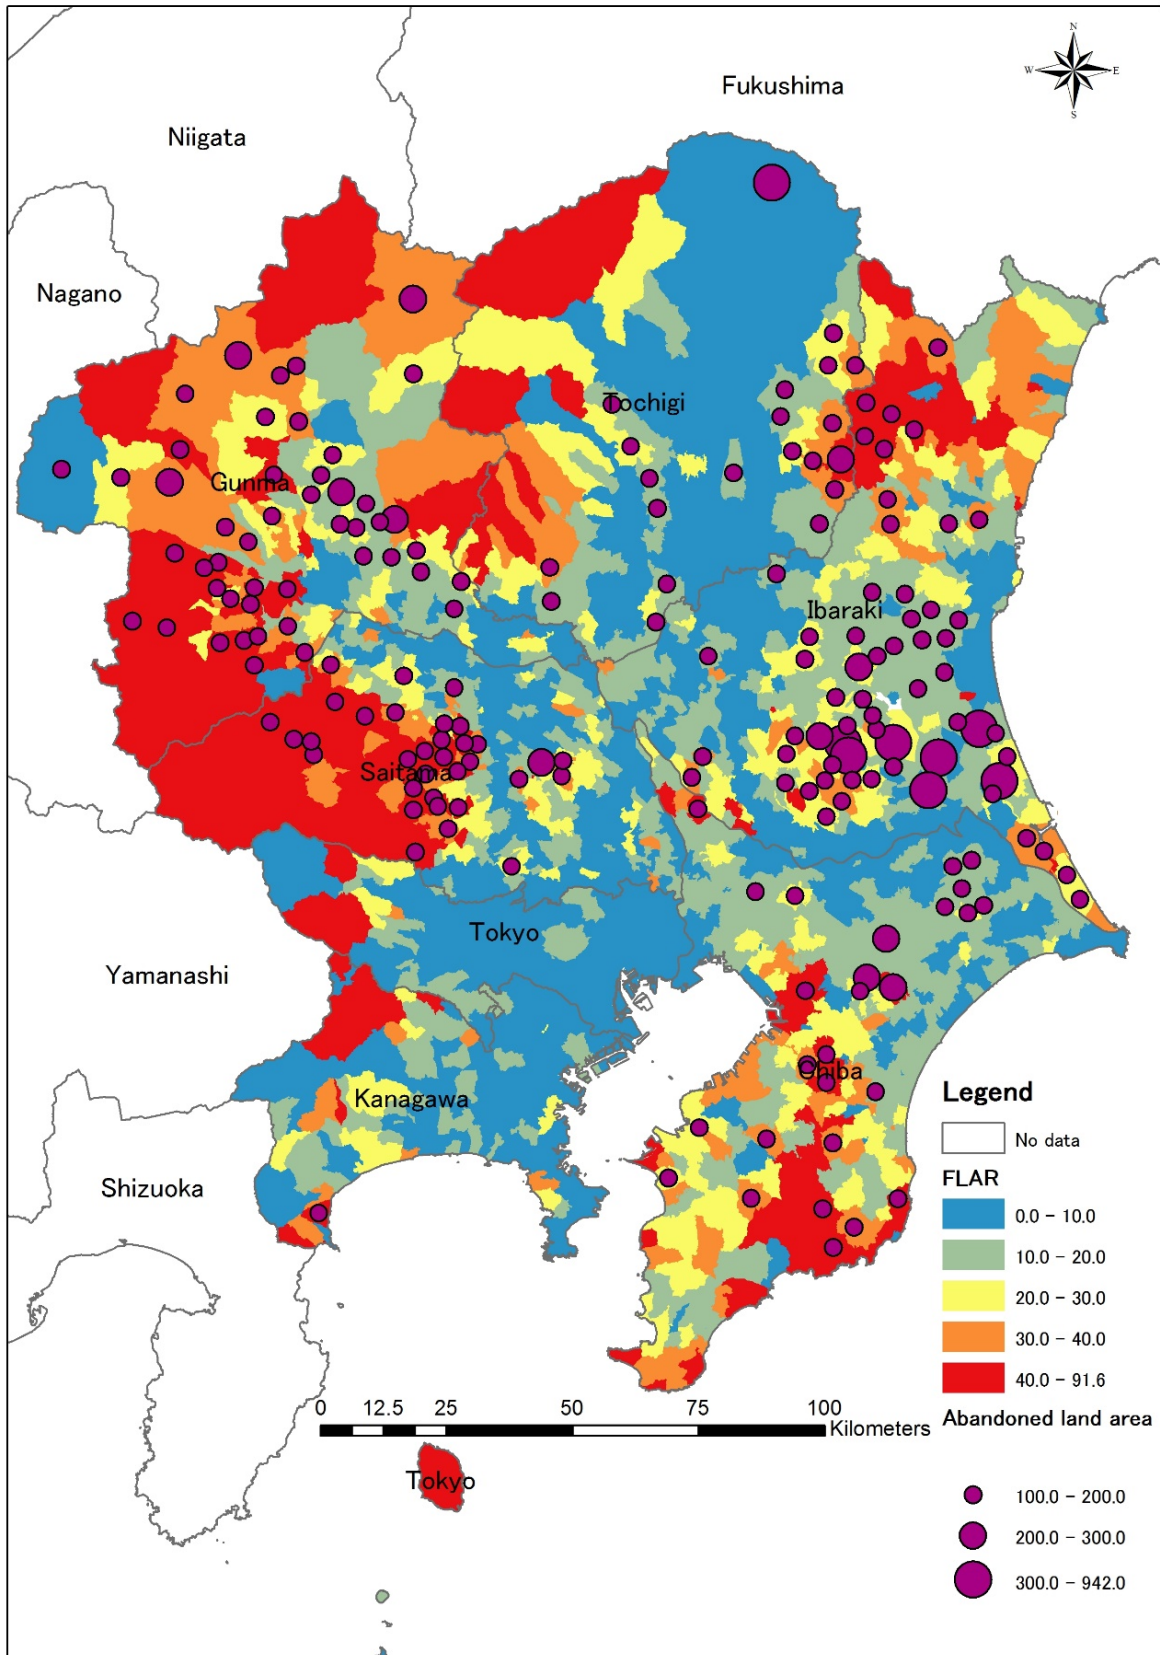 N
W E
S
Fukushima
Niigata
Nagano
Tochigi
Gunma
Ibaraki
Saitama
Tokyo
Yamanashi
Chiba
Kanagawa
Shizuoka
Legend
No data
FLAR
0.0 - 10.0
10.0 - 20.0
20.0 - 30.0
30.0 - 40.0
40.0 - 91.6
Abandoned land area
100.0 - 200.0
200.0 - 300.0
300.0 - 942.0
0 12.5 25 50 75 100
Kilometers
Tokyo